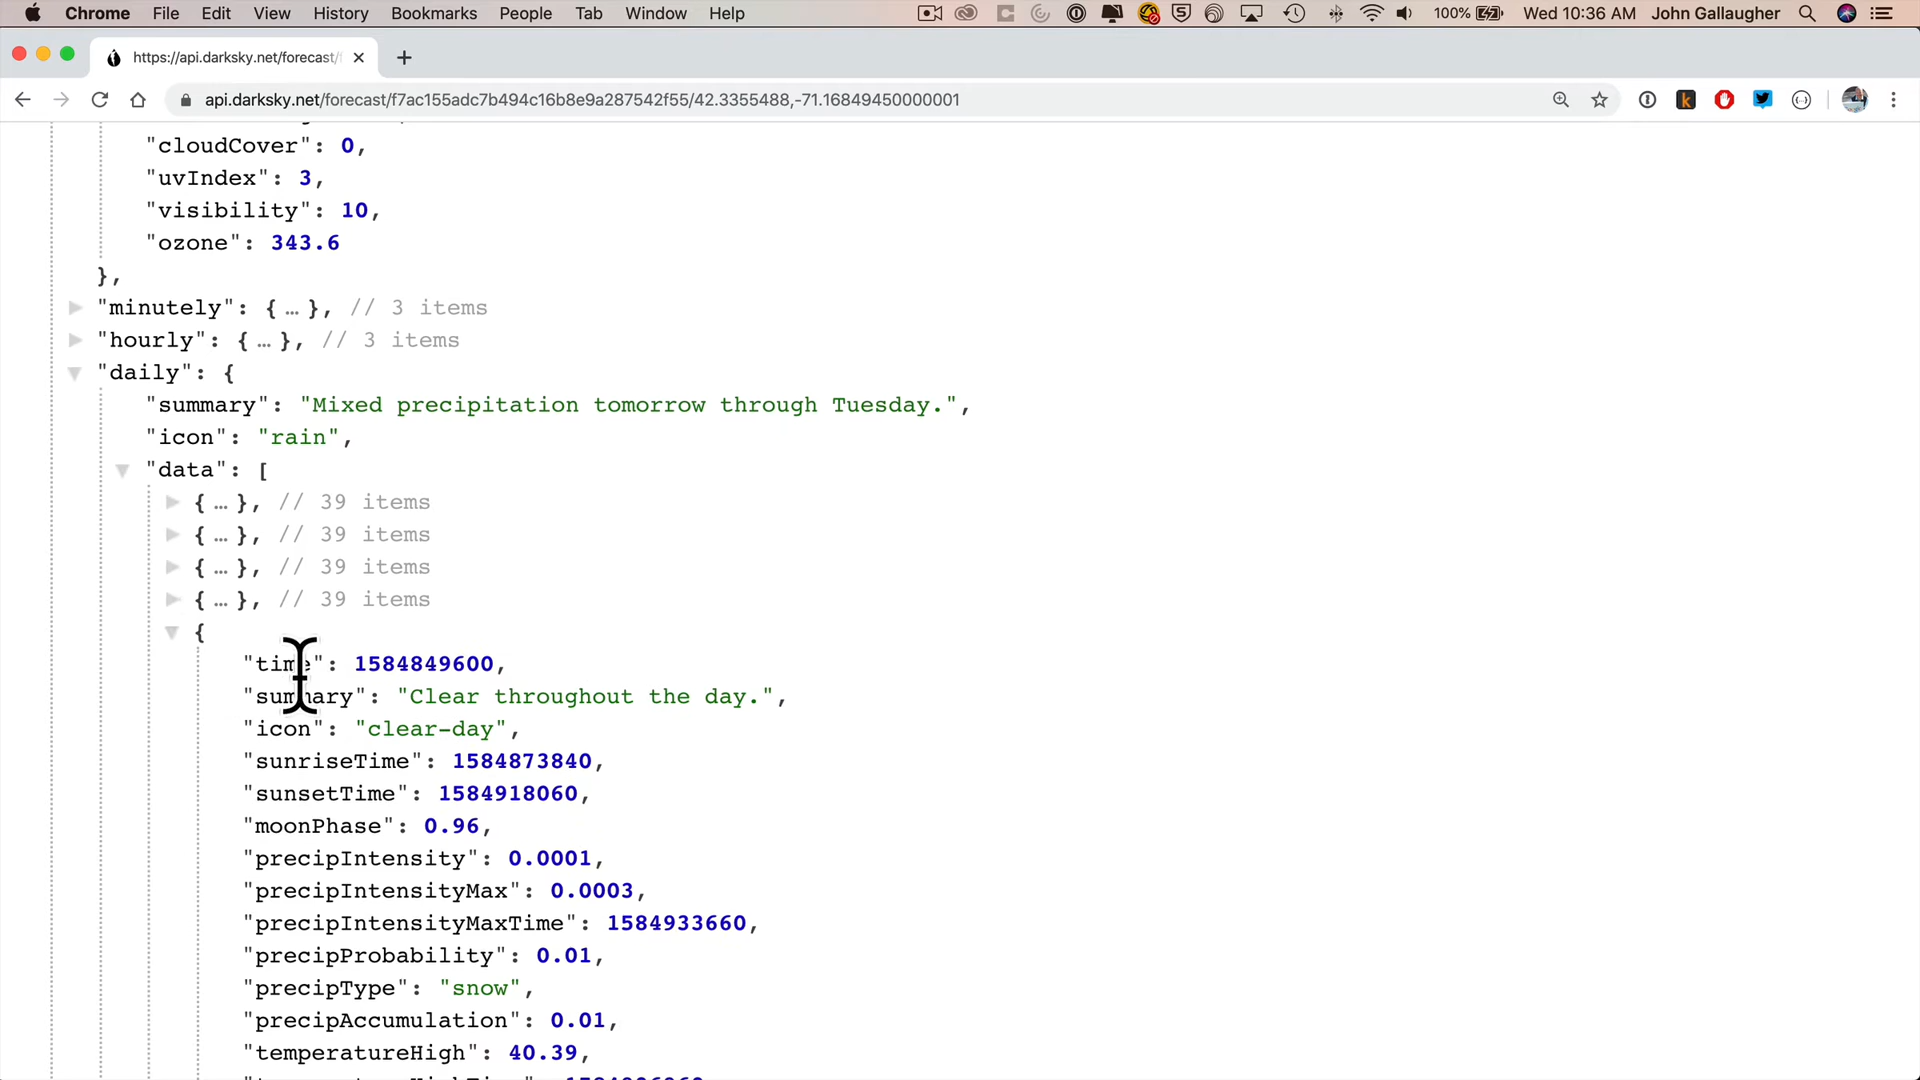 Chrome File Edit View History Bookmarks People Tab Window Help 100% Wed 10:36 AM John Gallaugher
https://api.darksky.net/forecast/
api.darksky.net/forecast/f7ac155adc7b494c16b8e9a287542f55/42.3355488,-71.16849450000001
"cloudCover": 0,
"uvIndex": 3,
"visibility": 10,
"ozone": 343.6
},
"minutely": { … }, // 3 items
"hourly": { … }, // 3 items
"daily": {
"summary": "Mixed precipitation tomorrow through Tuesday.",
"icon": "rain",
"data": [
{ … }, // 39 items
{ … }, // 39 items
{ … }, // 39 items
{ … }, // 39 items
{
"time": 1584849600,
"summary": "Clear throughout the day.",
"icon": "clear-day",
"sunriseTime": 1584873840,
"sunsetTime": 1584918060,
"moonPhase": 0.96,
"precipIntensity": 0.0001,
"precipIntensityMax": 0.0003,
"precipIntensityMaxTime": 1584933660,
"precipProbability": 0.01,
"precipType": "snow",
"precipAccumulation": 0.01,
"temperatureHigh": 40.39,